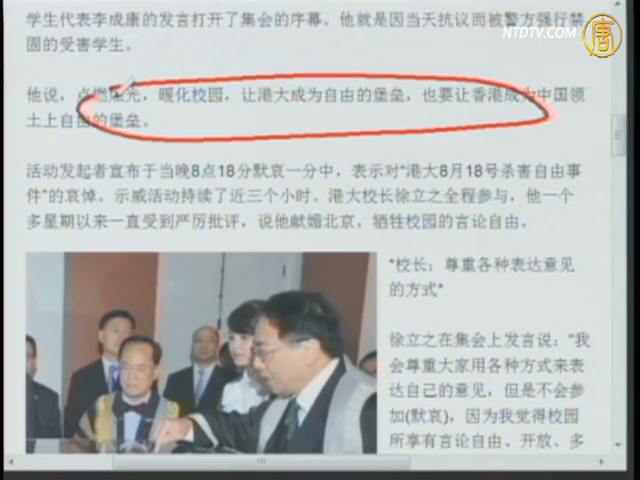 学生代表李成康的发言打开了集会的序幕。他就是因当天抗议而被警方强行禁
固的受害学生。
NTDTV.COM
唐
他说，点燃烛光，暖化校园，让港大成为自由的堡垒，也要让香港成为中国领
土上自由的堡垒。
活动发起者宣布于当晚8点18分默哀一分中，表示对“港大8月18号杀害自由事
件”的哀悼。示威活动持续了近三个小时。港大校长徐立之全程参与，他一个
多星期以来一直受到严厉批评，说他献媚北京，牺牲校园的言论自由。
*校长：尊重各种表达意见
的方式*
徐立之在集会上发言说：“我
会尊重大家用各种方式来表
达自己的意见，但是不会参
加(默哀)，因为我觉得校园
所享有言论自由、开放、多